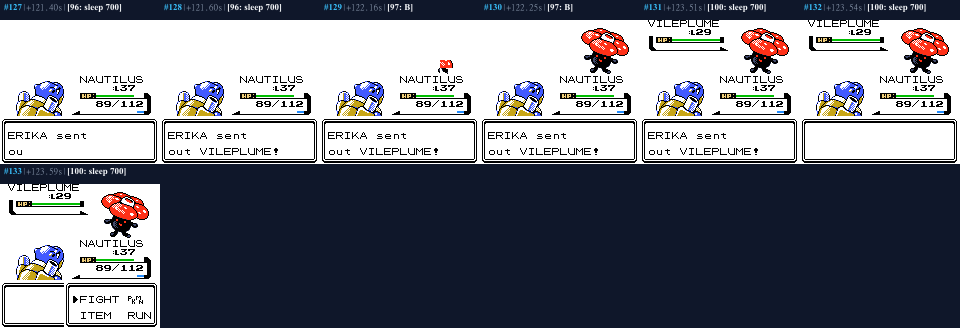 #127|+121.40s|[96: sleep 700]
NAUTILUS
:L37
HP:
89/112
ERIKA sent
ou
#128|+121.60s|[96: sleep 700]
NAUTILUS
:L37
HP:
89/112
ERIKA sent
out VILEPLUME!
#129|+122.16s|[97: B]
NAUTILUS
:L37
HP:
89/112
ERIKA sent
out VILEPLUME!
#130|+122.25s|[97: B]
NAUTILUS
:L37
HP:
89/112
ERIKA sent
out VILEPLUME!
#131|+123.51s|[100: sleep 700]
VILEPLUME
:L29
HP:
NAUTILUS
:L37
HP:
89/112
ERIKA sent
out VILEPLUME!
#132|+123.54s|[100: sleep 700]
VILEPLUME
:L29
HP:
NAUTILUS
:L37
HP:
89/112
#133|+123.59s|[100: sleep 700]
VILEPLUME
:L29
HP:
NAUTILUS
:L37
HP:
89/112
▶FIGHT PKMN
ITEM RUN